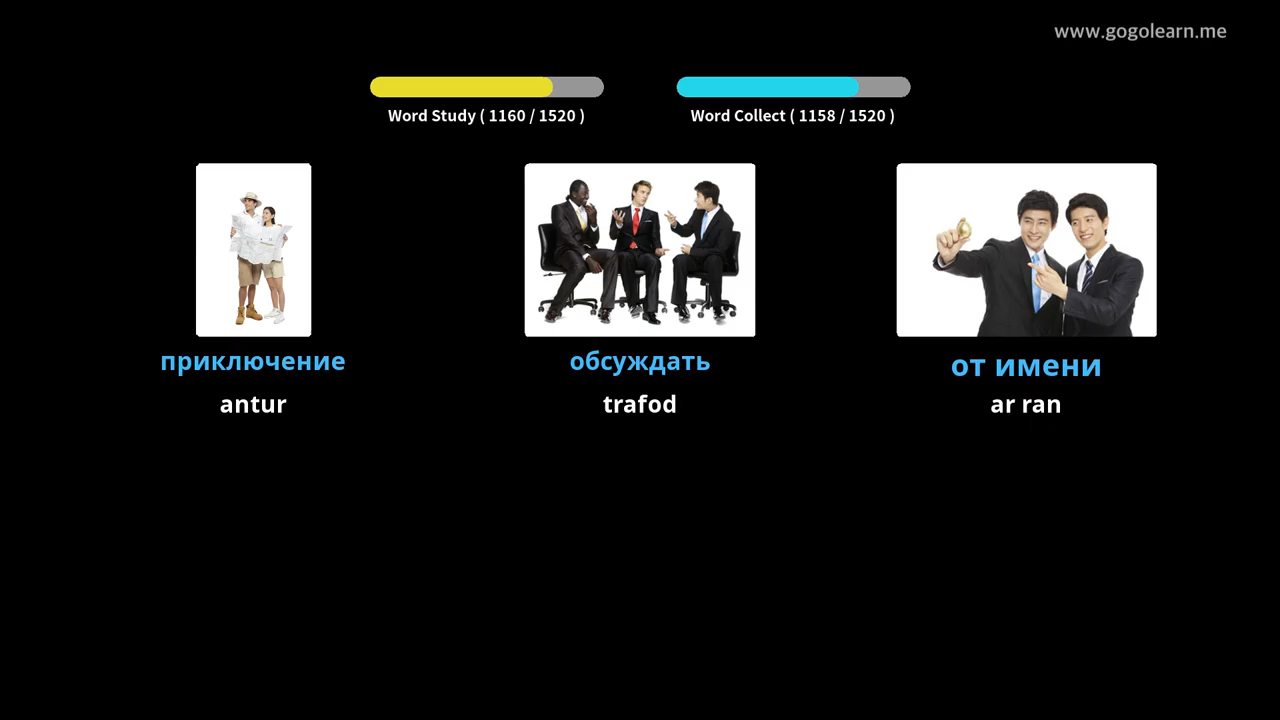 www.gogolearn.me
Word Study ( 1160 / 1520 )
Word Collect ( 1158 / 1520 )
приключение
обсуждать
от имени
antur
trafod
ar ran